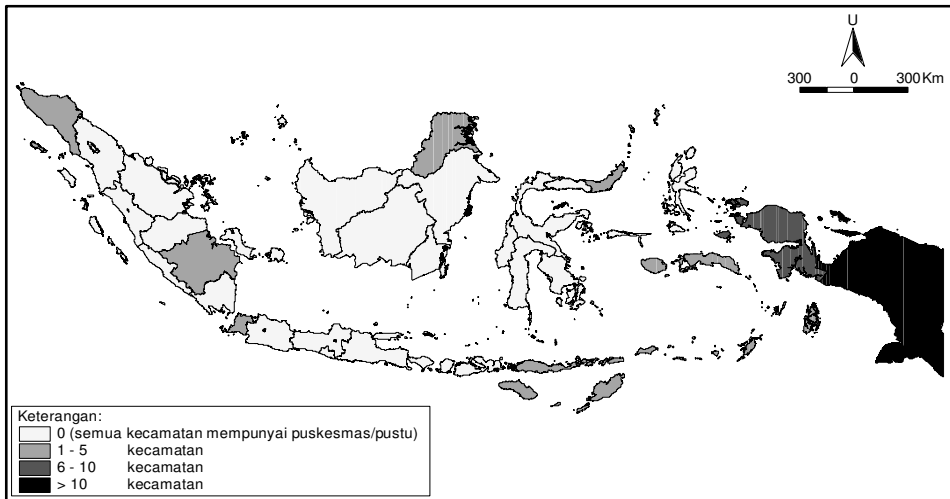 U
300 0 300 Km
Keterangan:
0 (semua kecamatan mempunyai puskesmas/pustu)
1 - 5 kecamatan
6 - 10 kecamatan
> 10 kecamatan